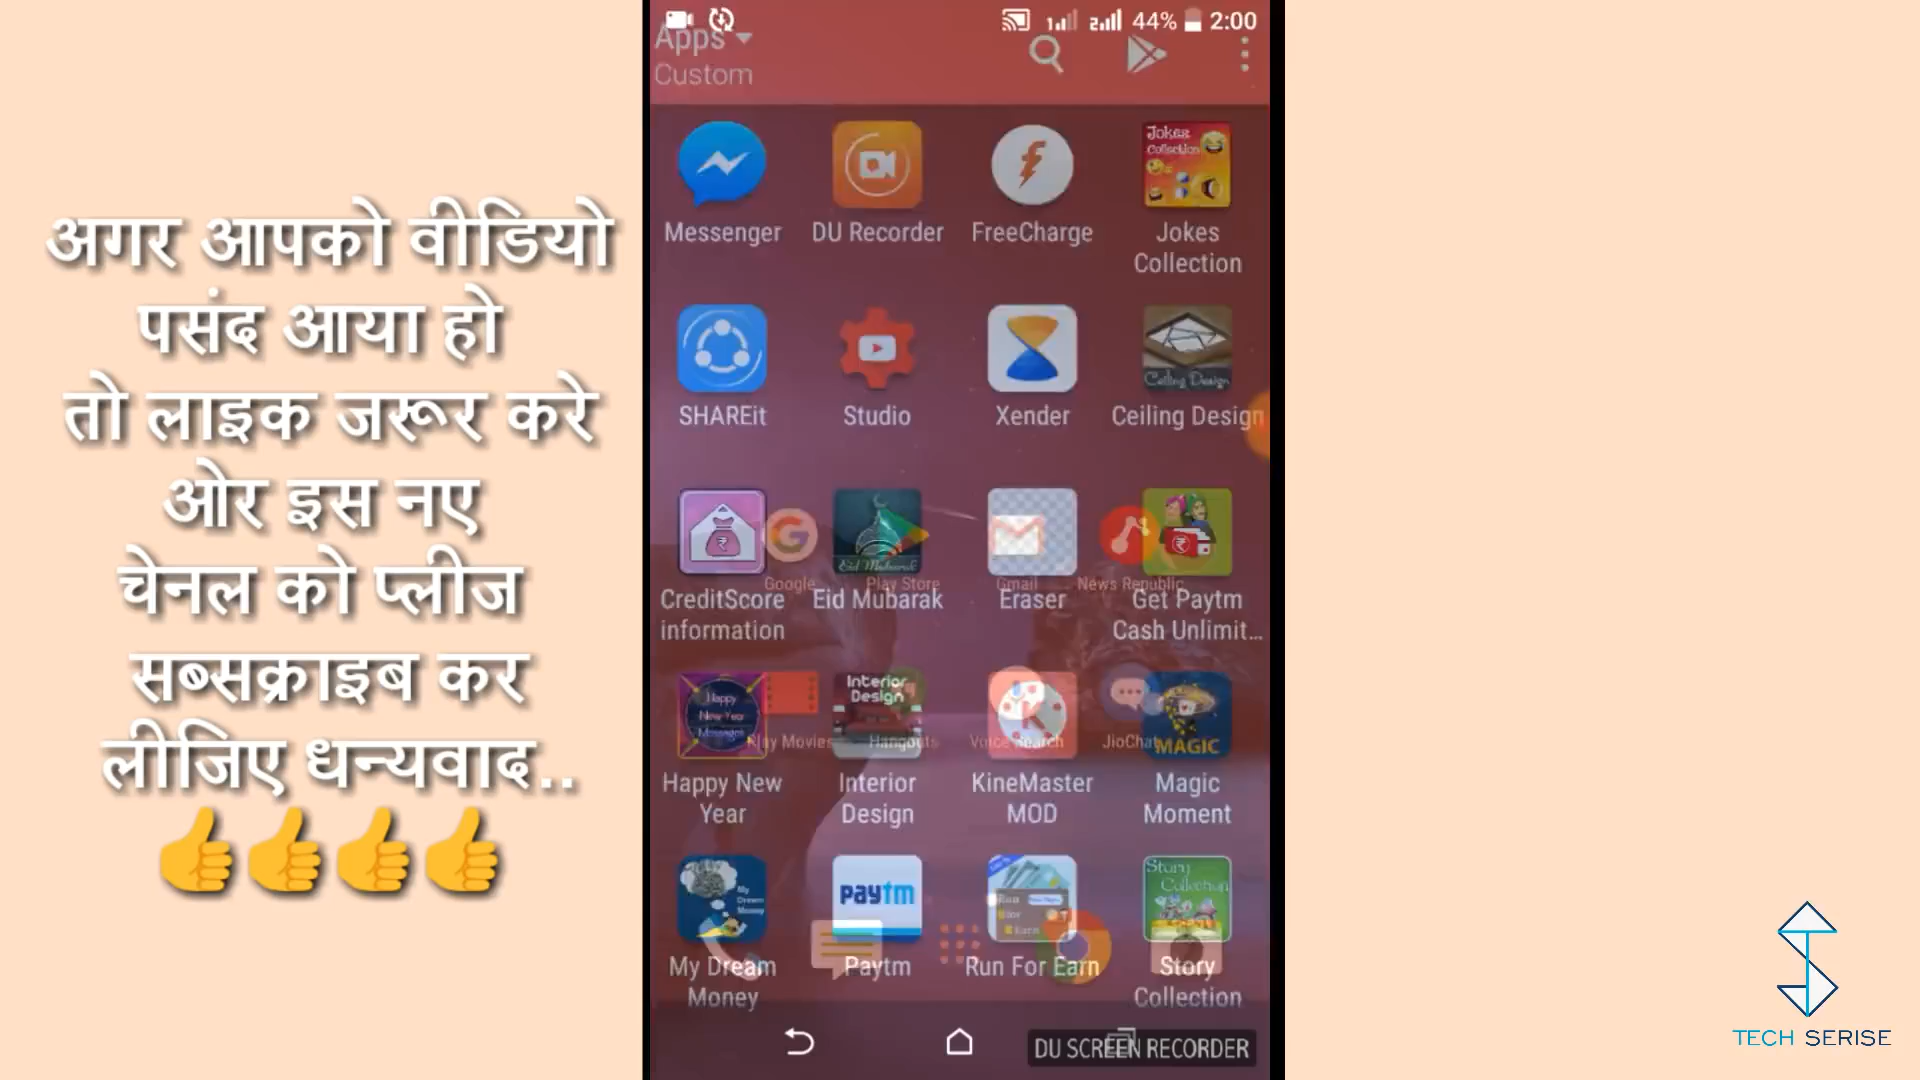 अगर आपको वीडियो
पसंद आया हो
तो लाइक जरूर करे
ओर इस नए
चेनल को प्लीज
सब्सक्राइब कर
लीजिए धन्यवाद..
44% 2:00
Apps
Custom
Messenger DU Recorder FreeCharge Jokes Collection
SHAREit Studio Xender Ceiling Design
Google Play Store Gmail News Republic
CreditScore information Eid Mubarak Eraser Get Paytm Cash Unlimit...
Play Movies Hangouts Voice Search JioChat
Happy New Year Interior Design KineMaster MOD Magic Moment
My Dream Money Paytm Run For Earn Story Collection
DU SCREEN RECORDER
TECH SERISE